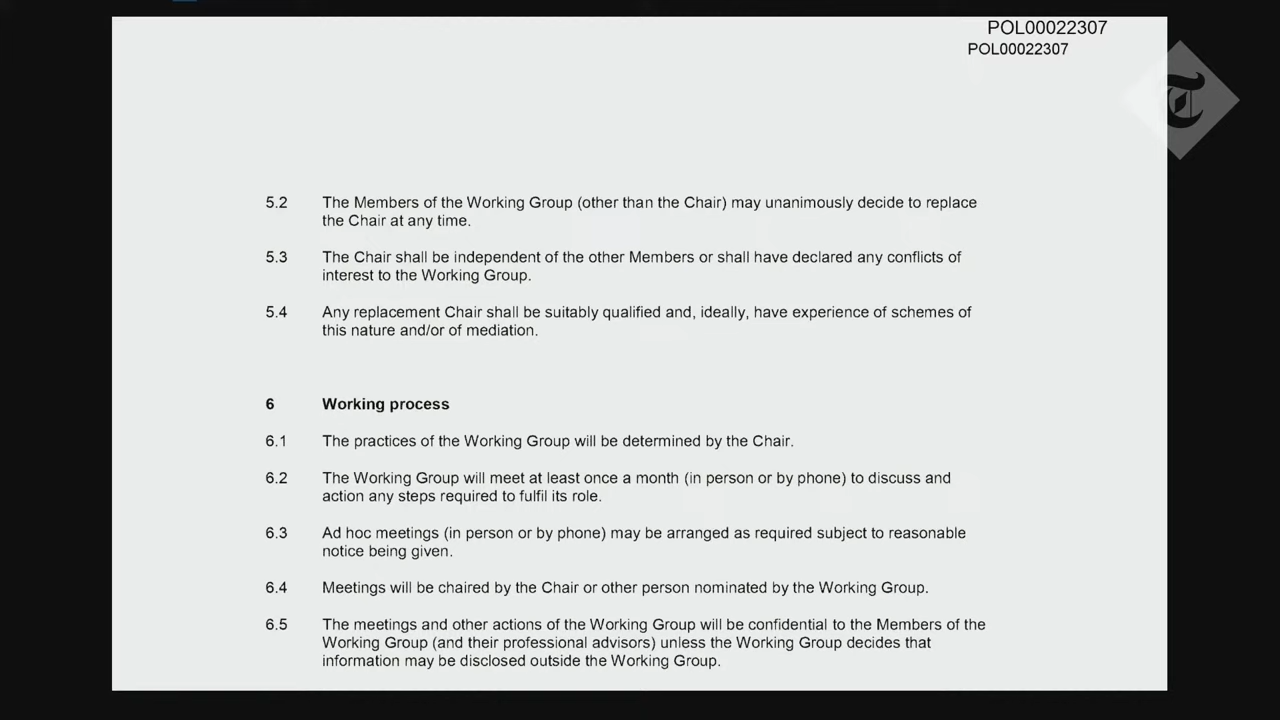 POL00022307
POL00022307
5.2 The Members of the Working Group (other than the Chair) may unanimously decide to replace
the Chair at any time.
5.3 The Chair shall be independent of the other Members or shall have declared any conflicts of
interest to the Working Group.
5.4 Any replacement Chair shall be suitably qualified and, ideally, have experience of schemes of
this nature and/or of mediation.
6 Working process
6.1 The practices of the Working Group will be determined by the Chair.
6.2 The Working Group will meet at least once a month (in person or by phone) to discuss and
action any steps required to fulfil its role.
6.3 Ad hoc meetings (in person or by phone) may be arranged as required subject to reasonable
notice being given.
6.4 Meetings will be chaired by the Chair or other person nominated by the Working Group.
6.5 The meetings and other actions of the Working Group will be confidential to the Members of the
Working Group (and their professional advisors) unless the Working Group decides that
information may be disclosed outside the Working Group.
T